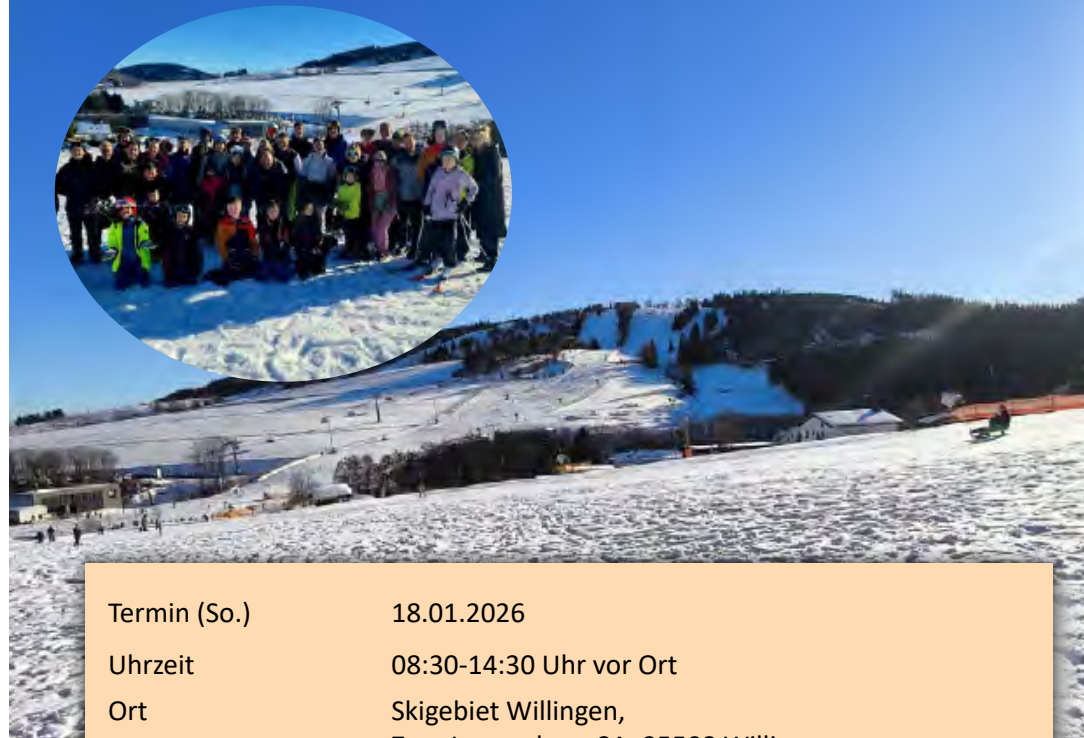 Termin (So.) 18.01.2026
Uhrzeit 08:30-14:30 Uhr vor Ort
Ort Skigebiet Willingen,